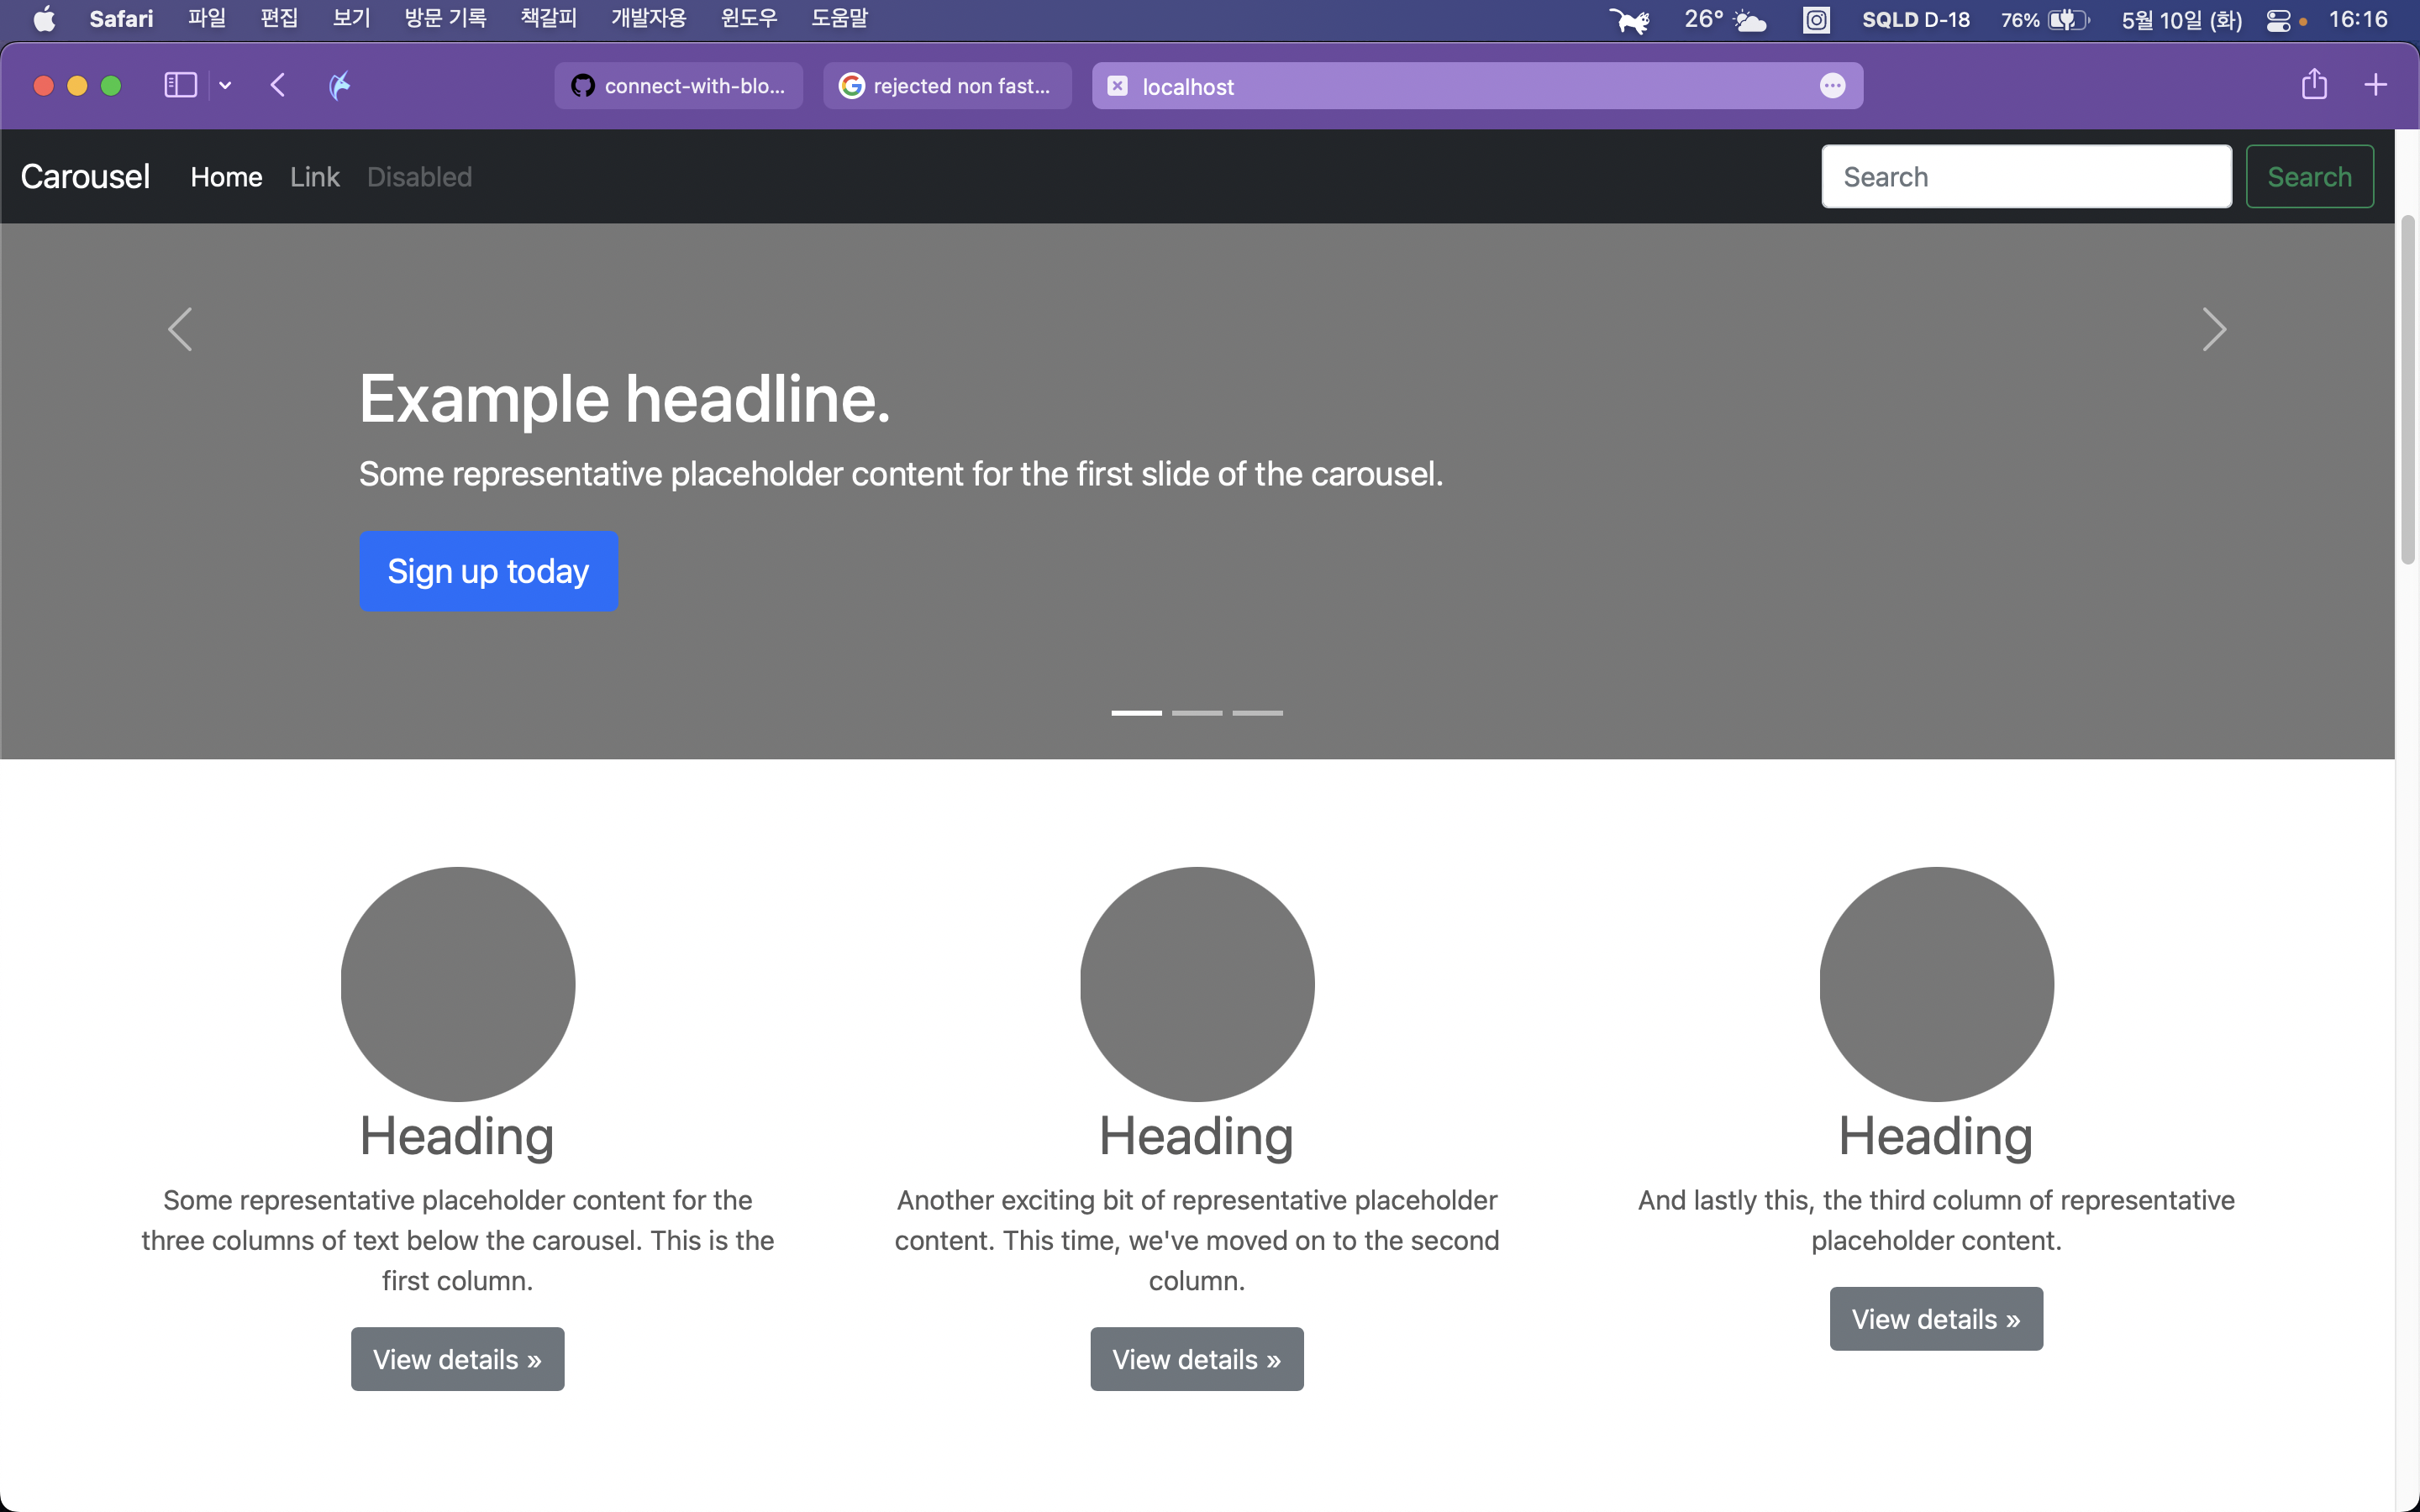 Safari 파일 편집 보기 방문 기록 책갈피 개발자용 윈도우 도움말 26° SQLD D-18 76% 5월 10일 (화) 16:16
connect-with-blo... rejected non fast... localhost
Carousel Home Link Disabled Search Search
Example headline.
Some representative placeholder content for the first slide of the carousel.
Sign up today
Heading
Some representative placeholder content for the
three columns of text below the carousel. This is the
first column.
View details »
Heading
Another exciting bit of representative placeholder
content. This time, we've moved on to the second
column.
View details »
Heading
And lastly this, the third column of representative
placeholder content.
View details »